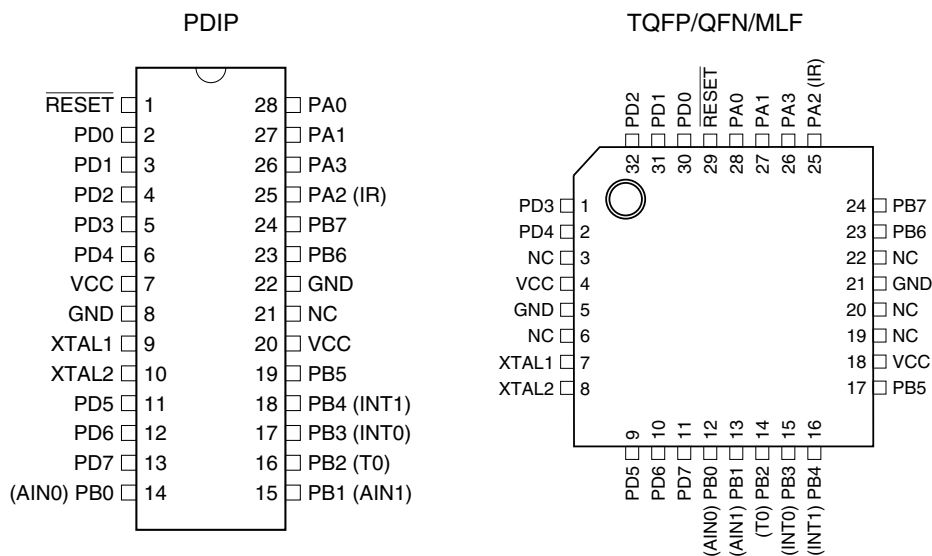 PDIP
RESET 1
PD0 2
PD1 3
PD2 4
PD3 5
PD4 6
VCC 7
GND 8
XTAL1 9
XTAL2 10
PD5 11
PD6 12
PD7 13
(AIN0) PB0 14
28 PA0
27 PA1
26 PA3
25 PA2 (IR)
24 PB7
23 PB6
22 GND
21 NC
20 VCC
19 PB5
18 PB4 (INT1)
17 PB3 (INT0)
16 PB2 (T0)
15 PB1 (AIN1)
TQFP/QFN/MLF
32 PD2
31 PD1
30 PD0
29 RESET
28 PA0
27 PA1
26 PA3
25 PA2 (IR)
PD3 1
PD4 2
NC 3
VCC 4
GND 5
NC 6
XTAL1 7
XTAL2 8
24 PB7
23 PB6
22 NC
21 GND
20 NC
19 NC
18 VCC
17 PB5
PD5 9
PD6 10
PD7 11
(AIN0) PB0 12
(AIN1) PB1 13
(T0) PB2 14
(INT0) PB3 15
(INT1) PB4 16